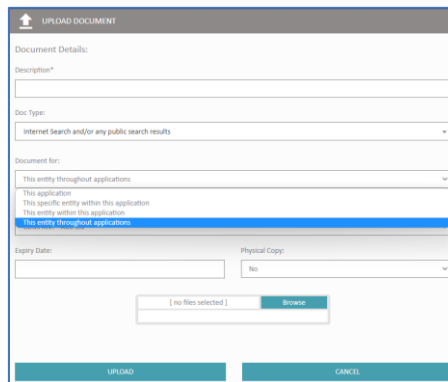 UPLOAD DOCUMENT
Document Details:
Description*
Doc Type:
Internet Search and/or any public search results
Document for:
This entity throughout applications
This application
This specific entity within this application
This entity within this application
This entity throughout applications
Expiry Date:
Physical Copy:
No
[ no files selected ]
Browse
UPLOAD
CANCEL